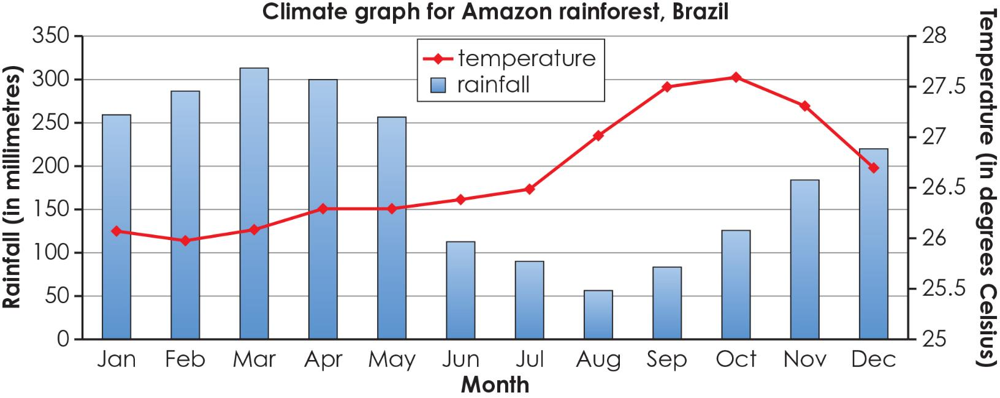 Climate graph for Amazon rainforest, Brazil
Rainfall (in millimetres)
350
300
250
200
150
100
50
0
temperature
rainfall
28
27.5
27
26.5
26
25.5
25
Temperature (in degrees Celsius)
Jan Feb Mar Apr May Jun Jul Aug Sep Oct Nov Dec
Month